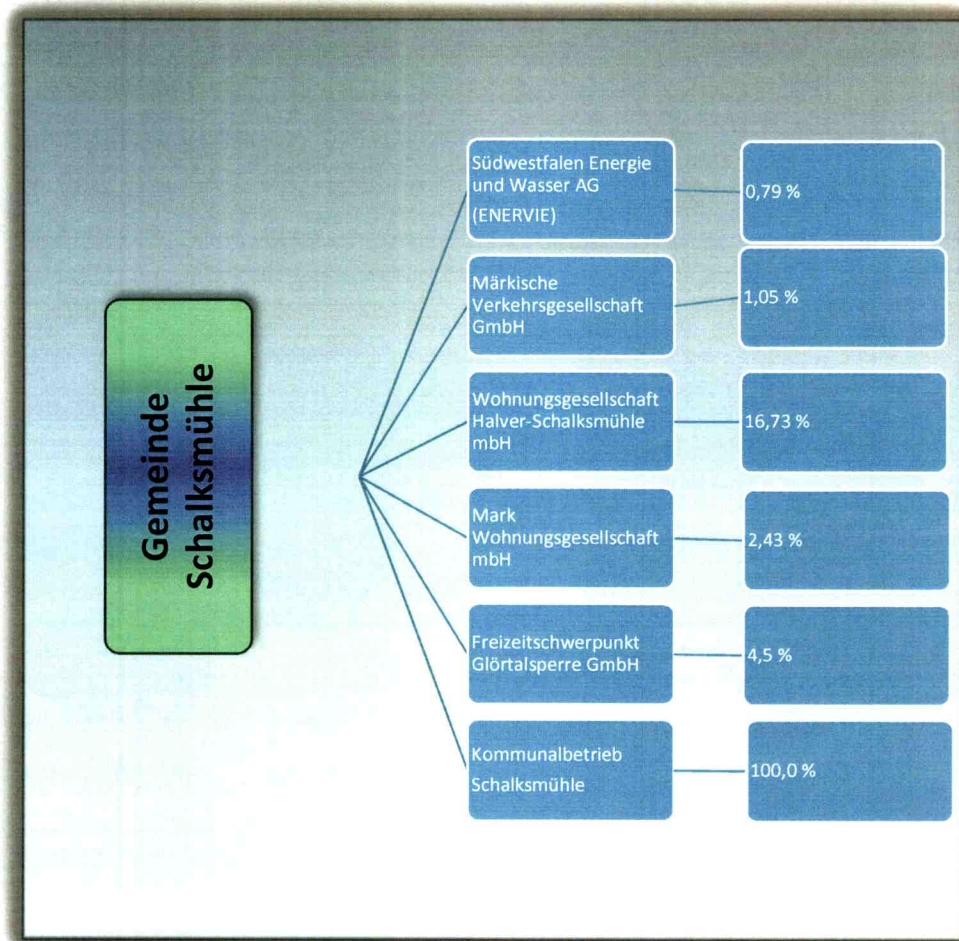 Gemeinde
Schalksmühle
Südwestfalen Energie
und Wasser AG
(ENERVIE)
0,79 %
Märkische
Verkehrsgesellschaft
GmbH
1,05 %
Wohnungsgesellschaft
Halver-Schalksmühle
mbH
16,73 %
Mark
Wohnungsgesellschaft
mbH
2,43 %
Freizeitschwerpunkt
Glörtalsperre GmbH
4,5 %
Kommunalbetrieb
Schalksmühle
100,0 %